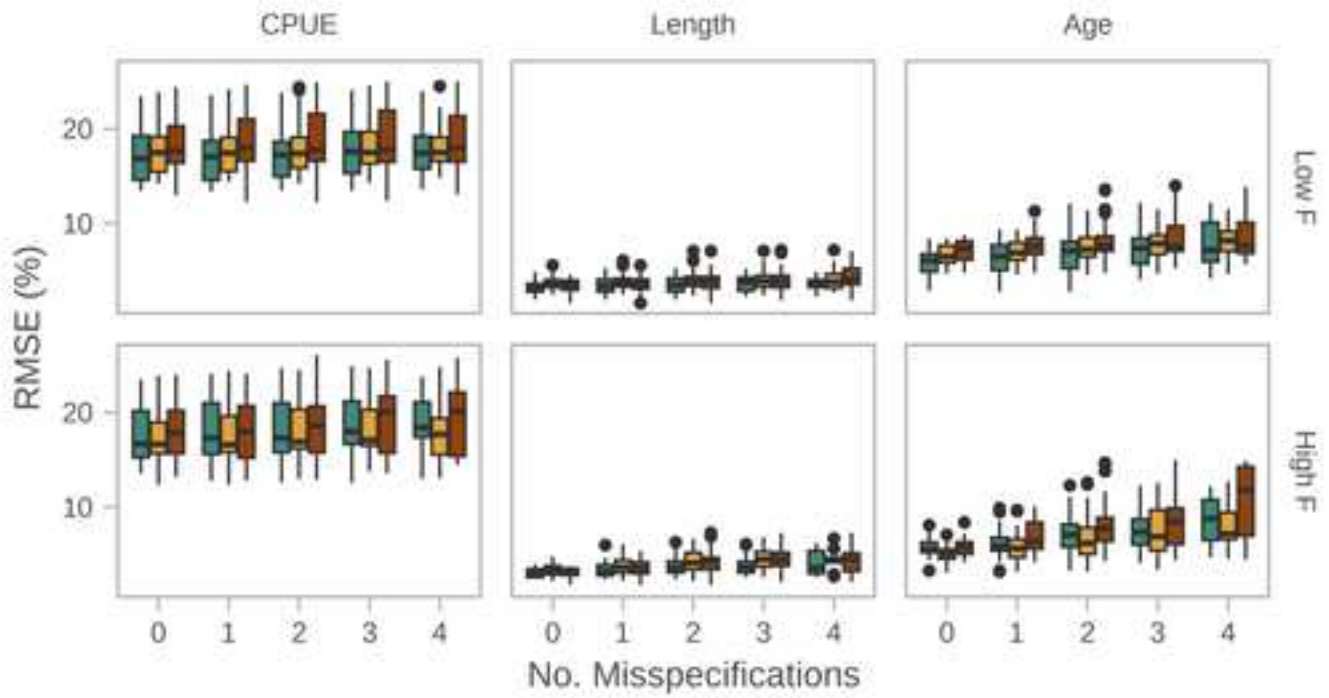 CPUE Length Age
20
10
Low F
RMSE (%)
20
10
High F
0 1 2 3 4 0 1 2 3 4 0 1 2 3 4
No. Misspecifications